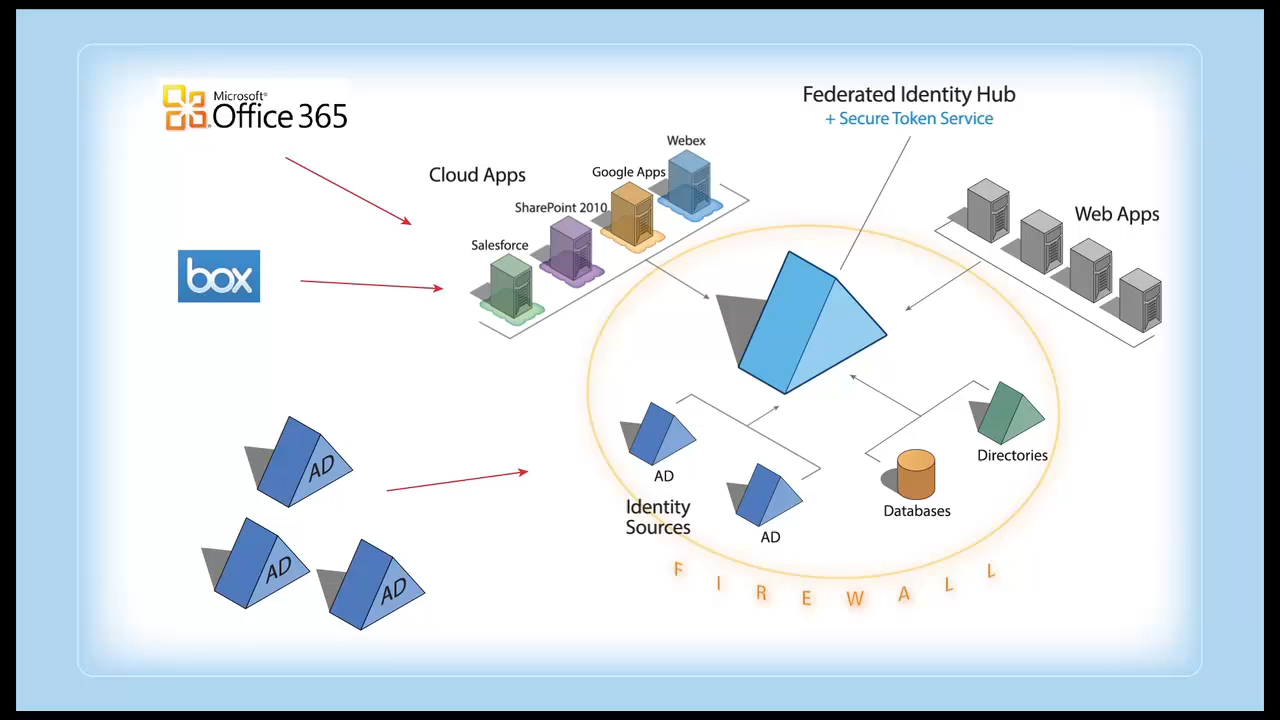 Microsoft®
Office 365
Federated Identity Hub
+ Secure Token Service
Webex
Cloud Apps
Google Apps
SharePoint 2010
Web Apps
Salesforce
box
AD
AD
AD
AD
Identity
Sources
AD
Databases
Directories
FIREWALL